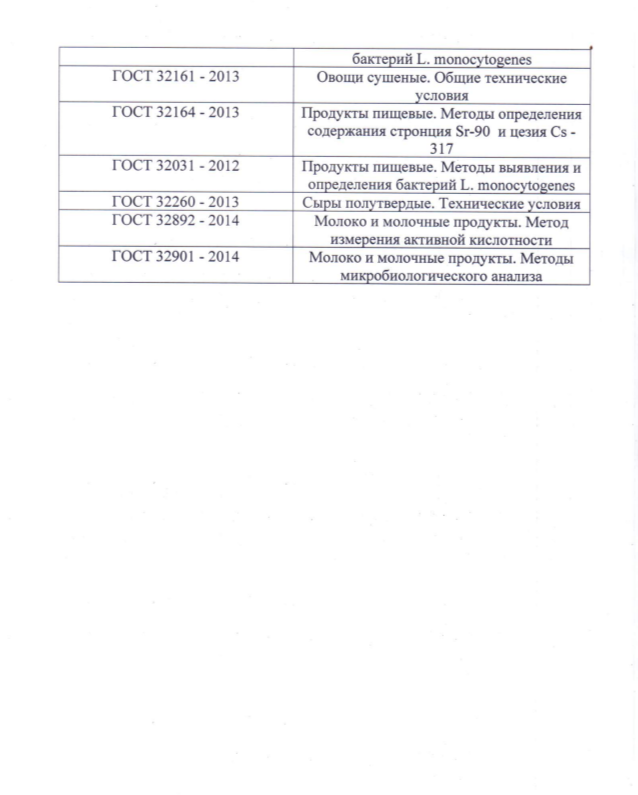 бактерий L. monocytogenes
ГОСТ 32161 - 2013 Овощи сушеные. Общие технические
условия
ГОСТ 32164 - 2013 Продукты пищевые. Методы определения
содержания стронция Sr-90 и цезия Cs -
317
ГОСТ 32031 - 2012 Продукты пищевые. Методы выявления и
определения бактерий L. monocytogenes
ГОСТ 32260 - 2013 Сыры полутвердые. Технические условия
ГОСТ 32892 - 2014 Молоко и молочные продукты. Метод
измерения активной кислотности
ГОСТ 32901 - 2014 Молоко и молочные продукты. Методы
микробиологического анализа